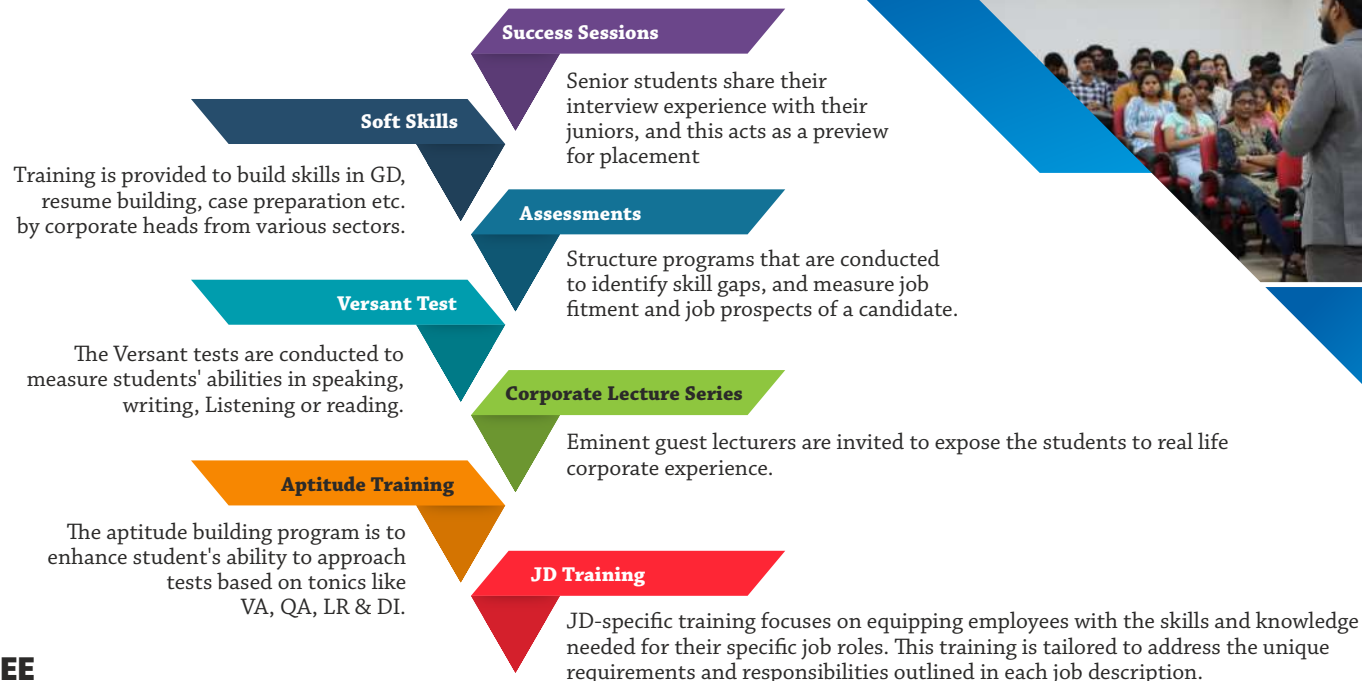 Success Sessions
Senior students share their
interview experience with their
juniors, and this acts as a preview
for placement
Soft Skills
Training is provided to build skills in GD,
resume building, case preparation etc.
by corporate heads from various sectors.
Assessments
Structure programs that are conducted
to identify skill gaps, and measure job
fitment and job prospects of a candidate.
Versant Test
The Versant tests are conducted to
measure students' abilities in speaking,
writing, Listening or reading.
Corporate Lecture Series
Eminent guest lecturers are invited to expose the students to real life
corporate experience.
Aptitude Training
The aptitude building program is to
enhance student's ability to approach
tests based on tonics like
VA, QA, LR & DI.
JD Training
JD-specific training focuses on equipping employees with the skills and knowledge
needed for their specific job roles. This training is tailored to address the unique
requirements and responsibilities outlined in each job description.
EE